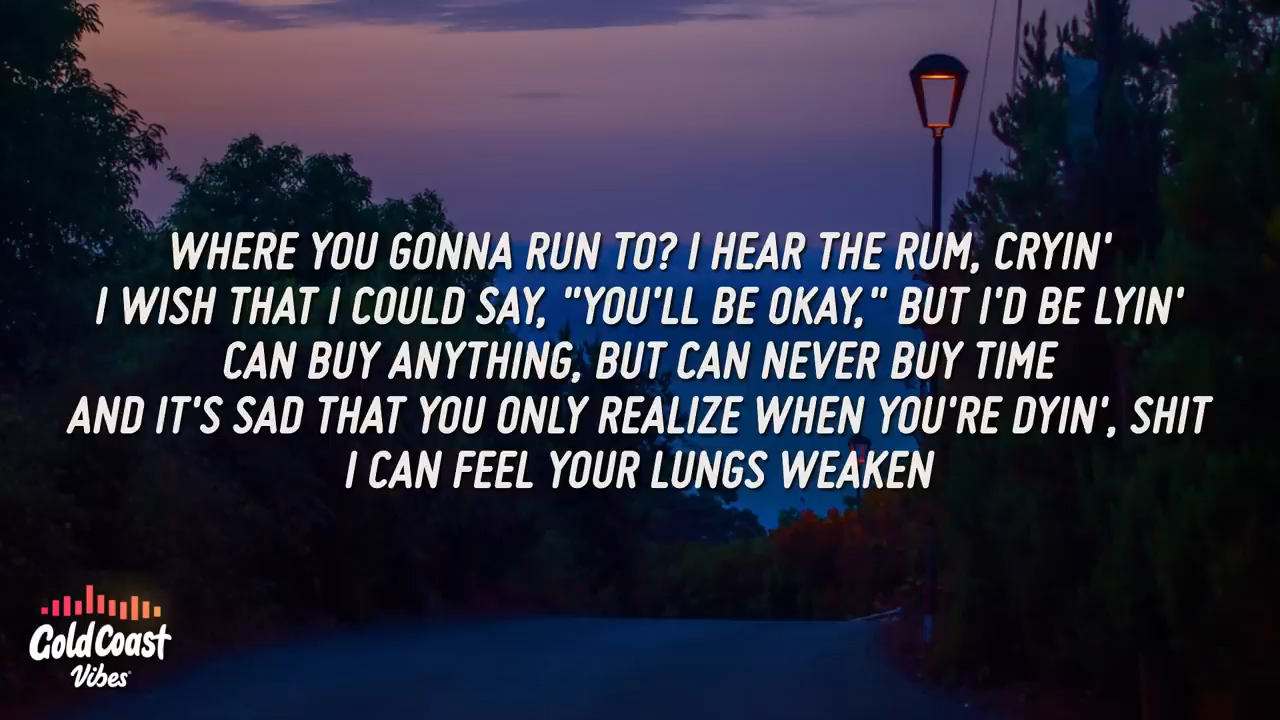 WHERE YOU GONNA RUN TO? I HEAR THE RUM, CRYIN'
I WISH THAT I COULD SAY, "YOU'LL BE OKAY," BUT I'D BE LYIN'
CAN BUY ANYTHING, BUT CAN NEVER BUY TIME
AND IT'S SAD THAT YOU ONLY REALIZE WHEN YOU'RE DYIN', SHIT
I CAN FEEL YOUR LUNGS WEAKEN
Gold Coast
Vibes